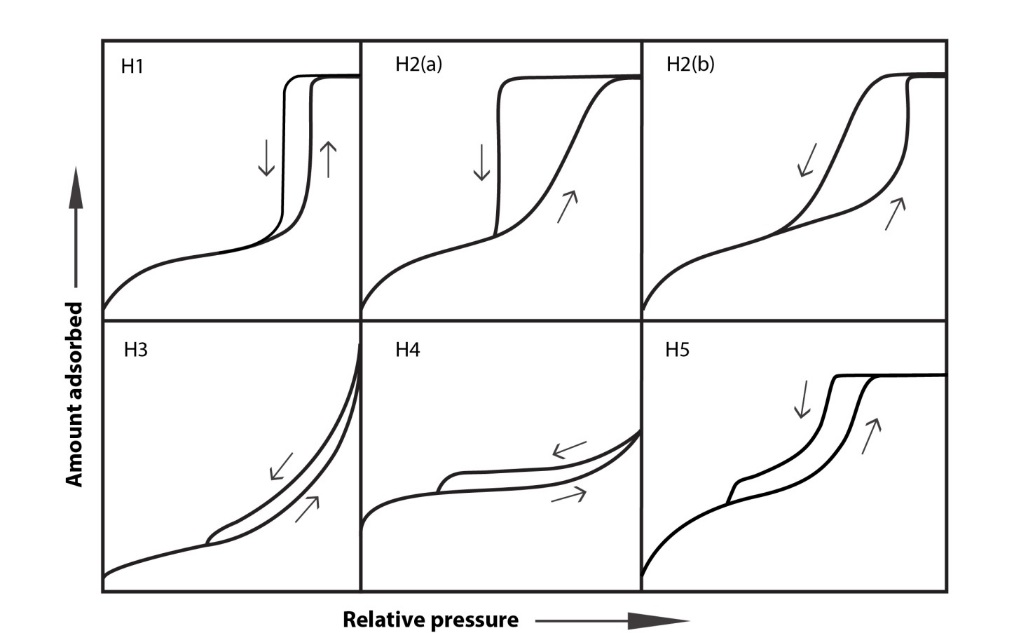 H1
H2(a)
H2(b)
H3
H4
H5
Amount adsorbed
Relative pressure